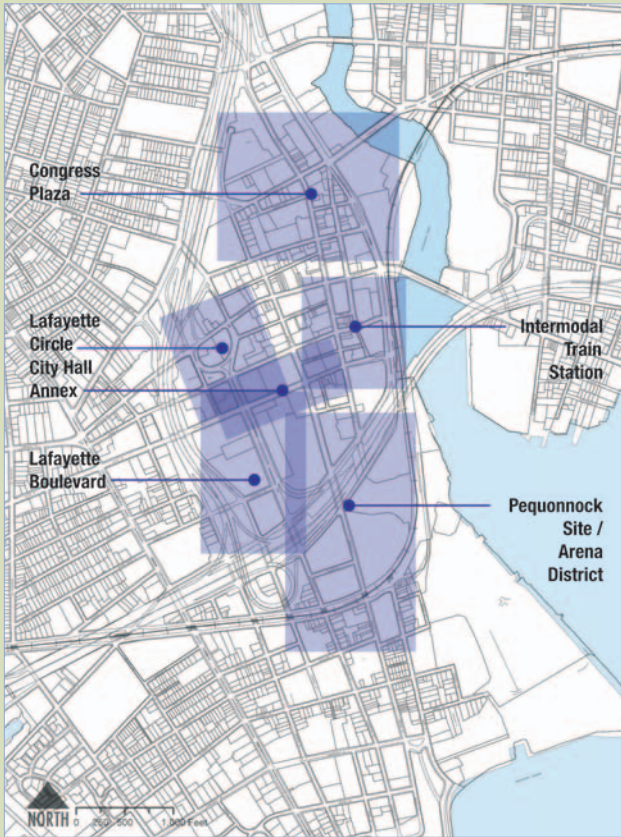 Congress
Plaza
Lafayette
Circle
City Hall
Annex
Intermodal
Train
Station
Lafayette
Boulevard
Pequonnock
Site /
Arena
District
NORTH
0 250 500 1 000 Feet